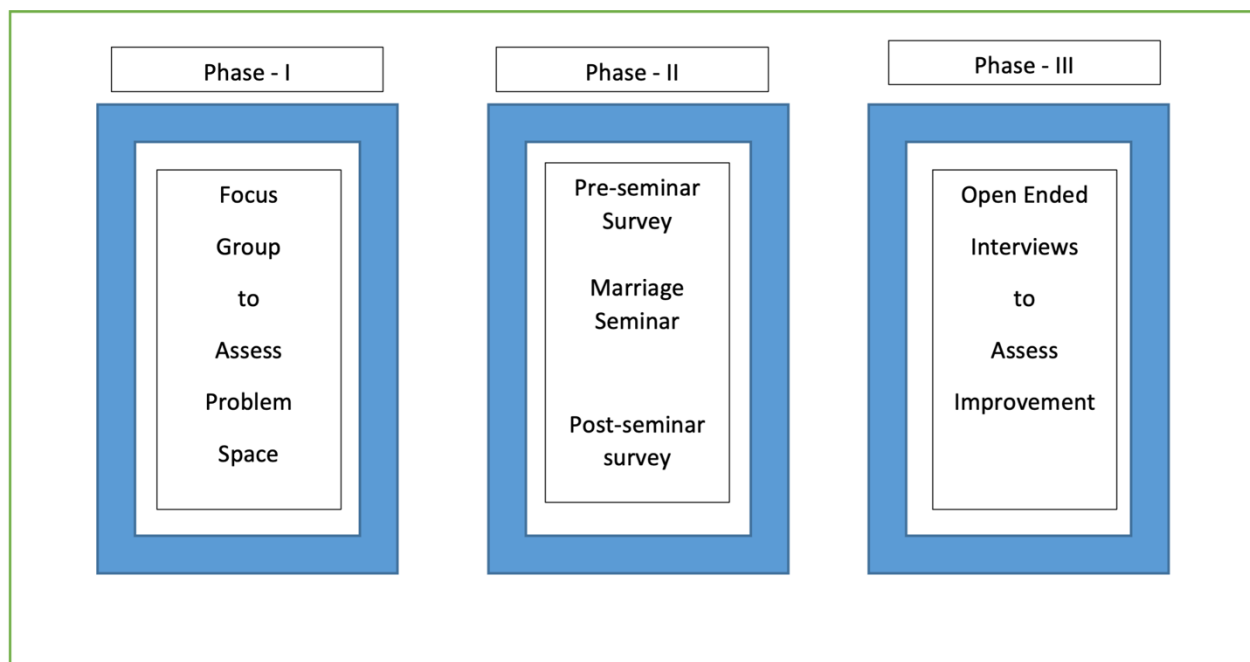 Phase - I
Focus
Group
to
Assess
Problem
Space
Phase - II
Pre-seminar
Survey
Marriage
Seminar
Post-seminar
survey
Phase - III
Open Ended
Interviews
to
Assess
Improvement